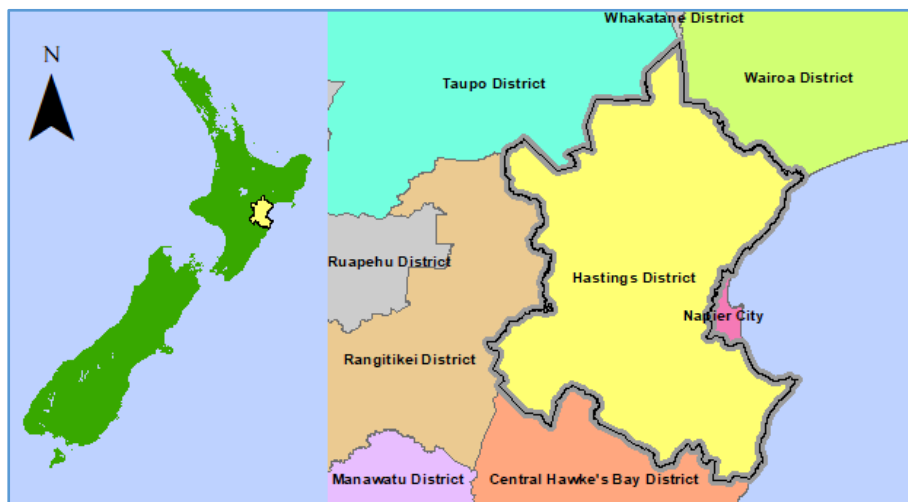 N
Whakatane District
Taupo District
Wairoa District
Ruapehu District
Hastings District
Napier City
Rangitikei District
Manawatu District
Central Hawke's Bay District